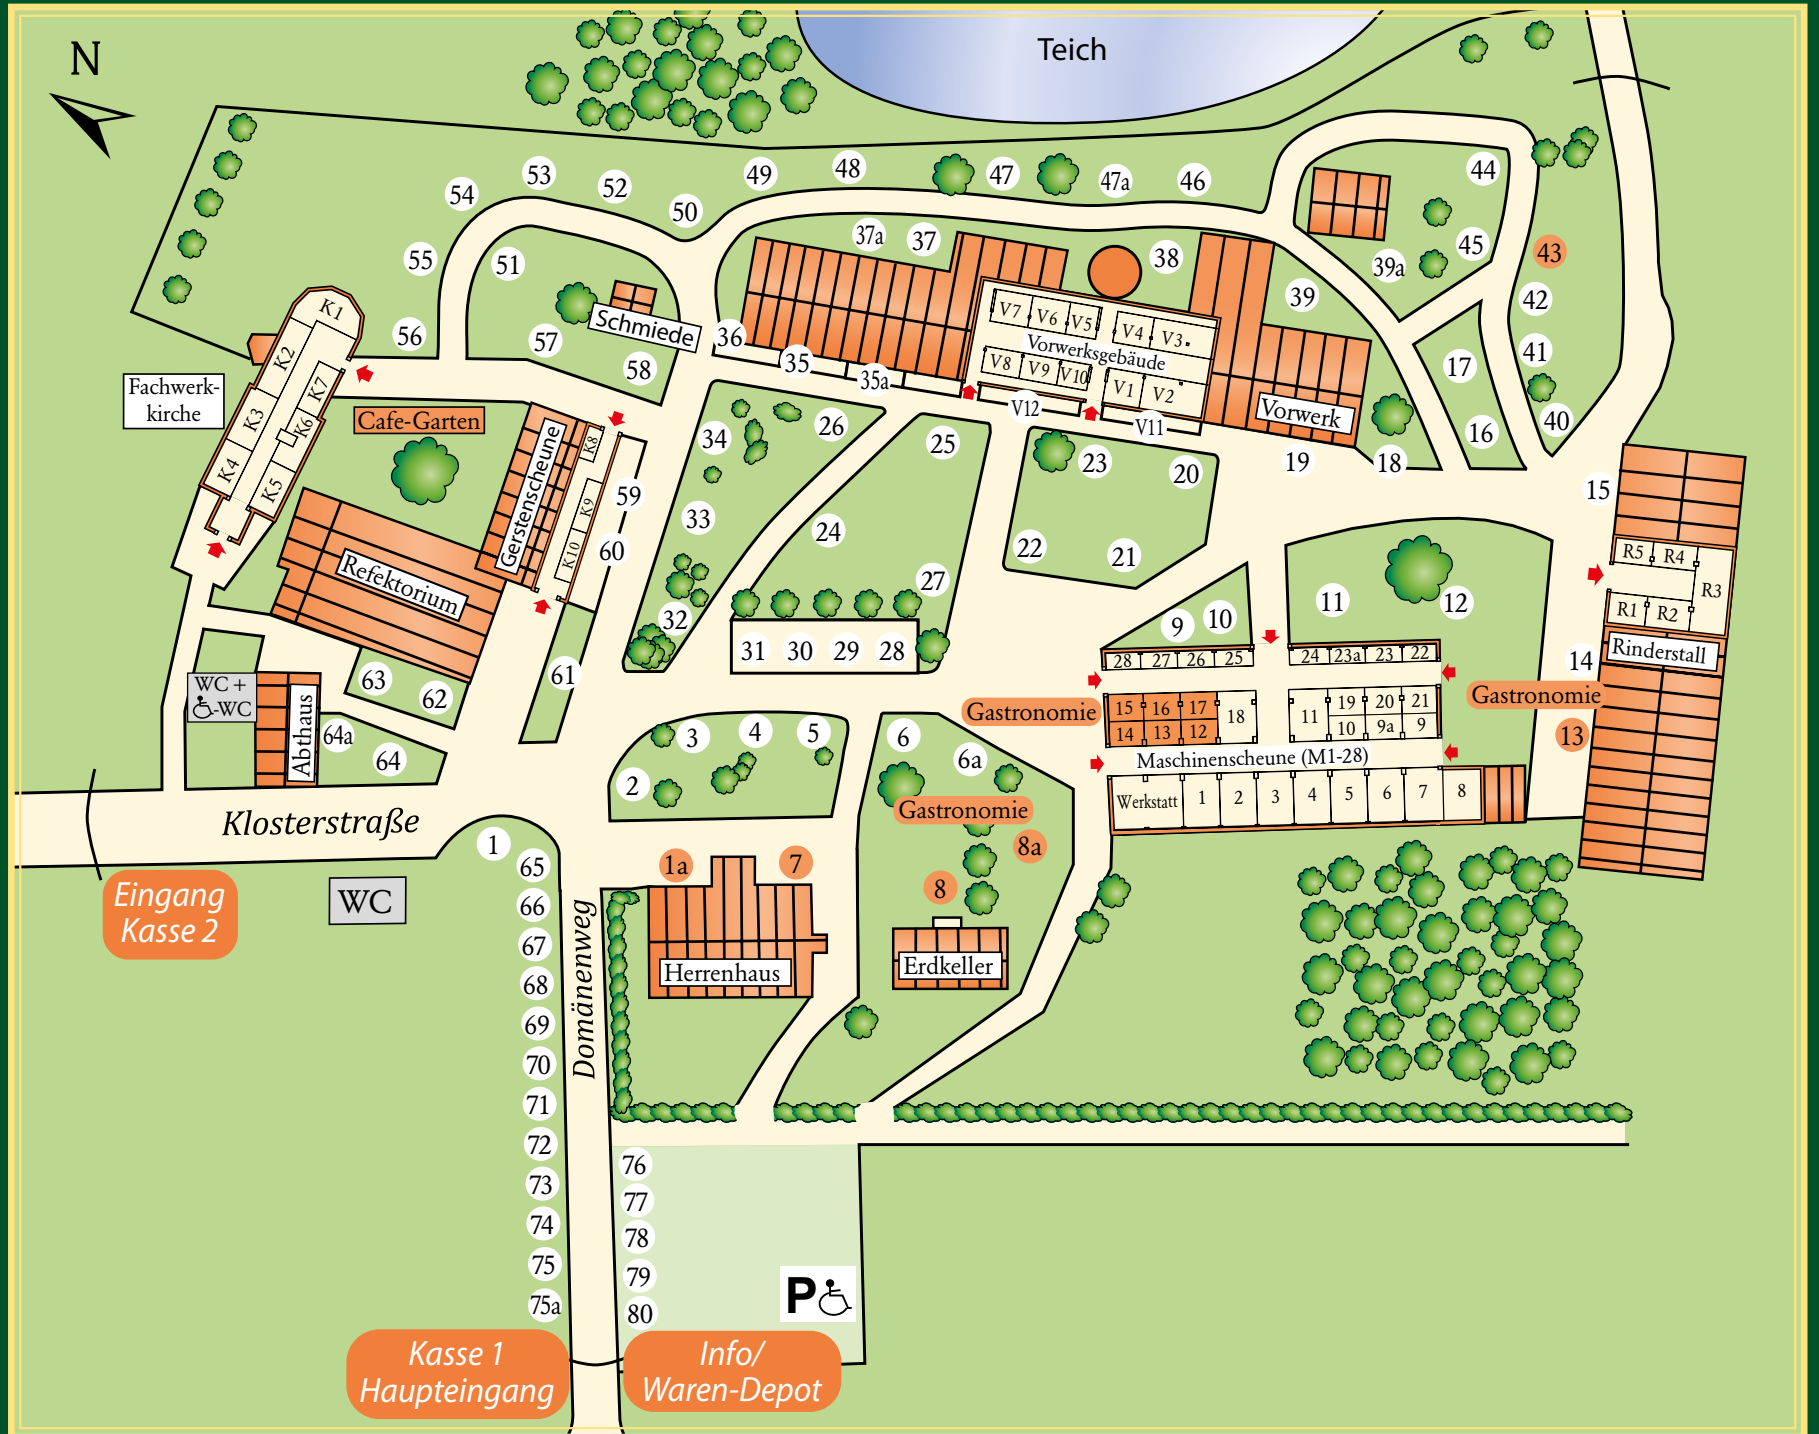 Teich
N
53
52
48
49
47
47a
46
44
54
50
37a
37
38
45
43
55
51
39a
39
42
K1
V7
V6
V5
V4
V3
Schmiede
56
57
36
Vorwerksgebäude
K2
35
35a
V8
V9
V10
V1
V2
41
17
58
K7
Fachwerk-
kirche
Cafe-Garten
K3
K6
V12
V11
Vorwerk
40
16
34
26
25
K4
K5
Gerstenscheune
K8
23
20
19
18
15
59
K9
33
24
60
K10
22
21
R5
R4
R3
Refektorium
27
11
12
R1
R2
32
9
10
31
30
29
28
28
27
26
25
24
23a
23
22
Rinderstall
14
61
63
62
WC +
-WC
Gastronomie
15
16
17
18
11
19
20
21
14
13
12
10
9a
9
Gastronomie
13
Abthaus
64a
64
3
4
5
6
6a
Maschinenscheune (M1-28)
2
Werkstatt
1
2
3
4
5
6
7
8
Klosterstraße
Gastronomie
1
8a
65
1a
7
8
Eingang
Kasse 2
WC
66
67
Domänenweg
Herrenhaus
Erdkeller
68
69
70
71
72
73
74
75
75a
76
77
78
79
80
P
Kasse 1
Haupteingang
Info/
Waren-Depot